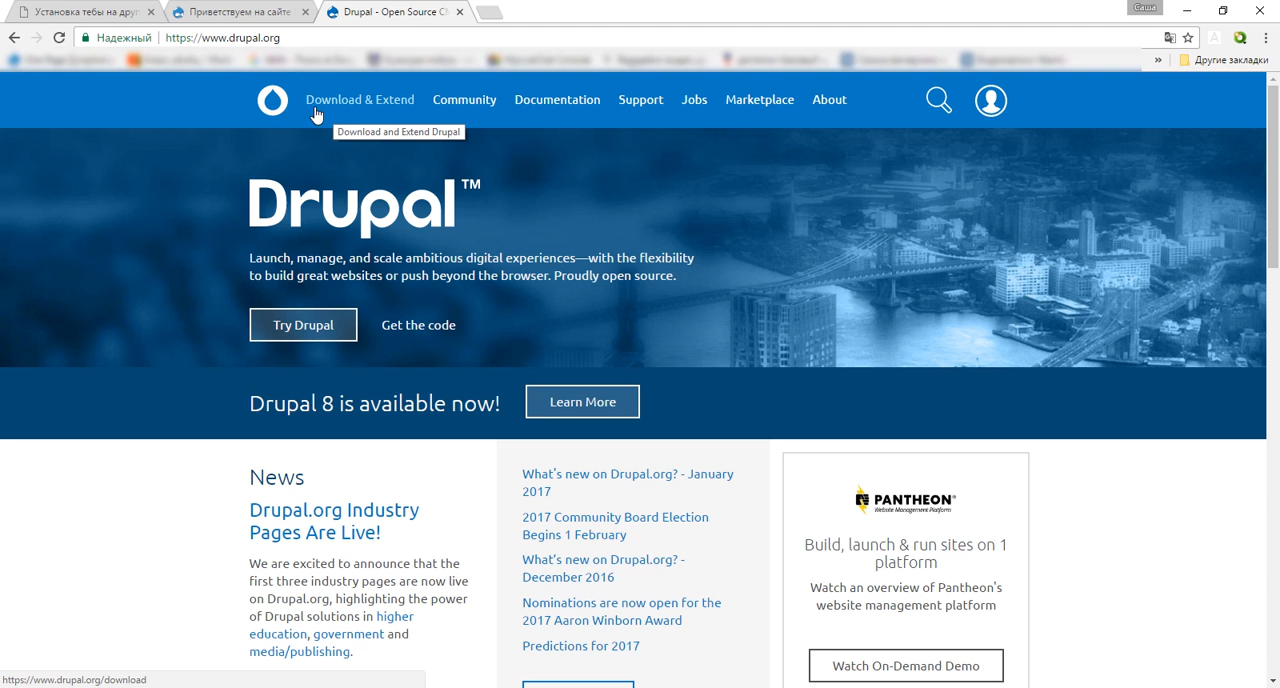 Установка тебы на друг
Приветствуем на сайте
Drupal - Open Source CM
Саша
Надежный
https://www.drupal.org
»
Другие закладки
Download & Extend
Community
Documentation
Support
Jobs
Marketplace
About
Download and Extend Drupal
Drupal™
Launch, manage, and scale ambitious digital experiences—with the flexibility
to build great websites or push beyond the browser. Proudly open source.
Try Drupal
Get the code
Drupal 8 is available now!
Learn More
News
Drupal.org Industry
Pages Are Live!
We are excited to announce that the
first three industry pages are now live
on Drupal.org, highlighting the power
of Drupal solutions in higher
education, government and
media/publishing.
What's new on Drupal.org? - January
2017
2017 Community Board Election
Begins 1 February
What's new on Drupal.org? -
December 2016
Nominations are now open for the
2017 Aaron Winborn Award
Predictions for 2017
PANTHEON®
Website Management Platform
Build, launch & run sites on 1
platform
Watch an overview of Pantheon's
website management platform
Watch On-Demand Demo
https://www.drupal.org/download